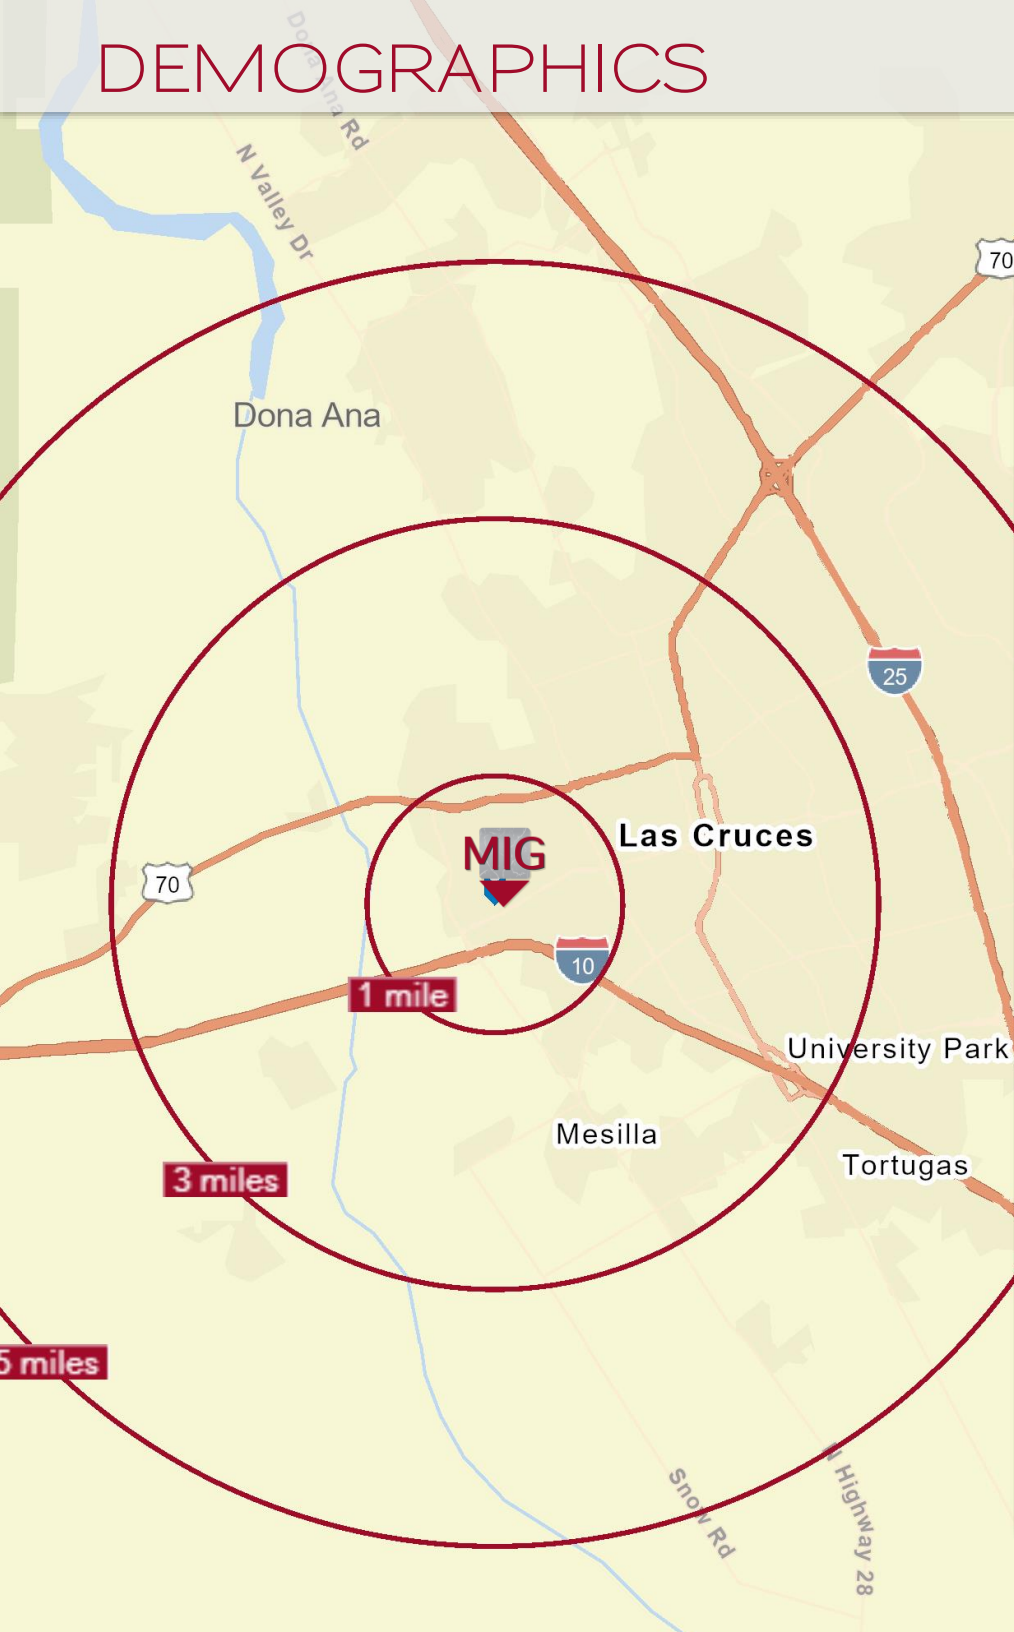 DEMOGRAPHICS
Dona Ana Rd
N Valley Dr
70
Dona Ana
25
Las Cruces
MIG
70
10
1 mile
University Park
Mesilla
Tortugas
3 miles
5 miles
Snow Rd
N Highway 28